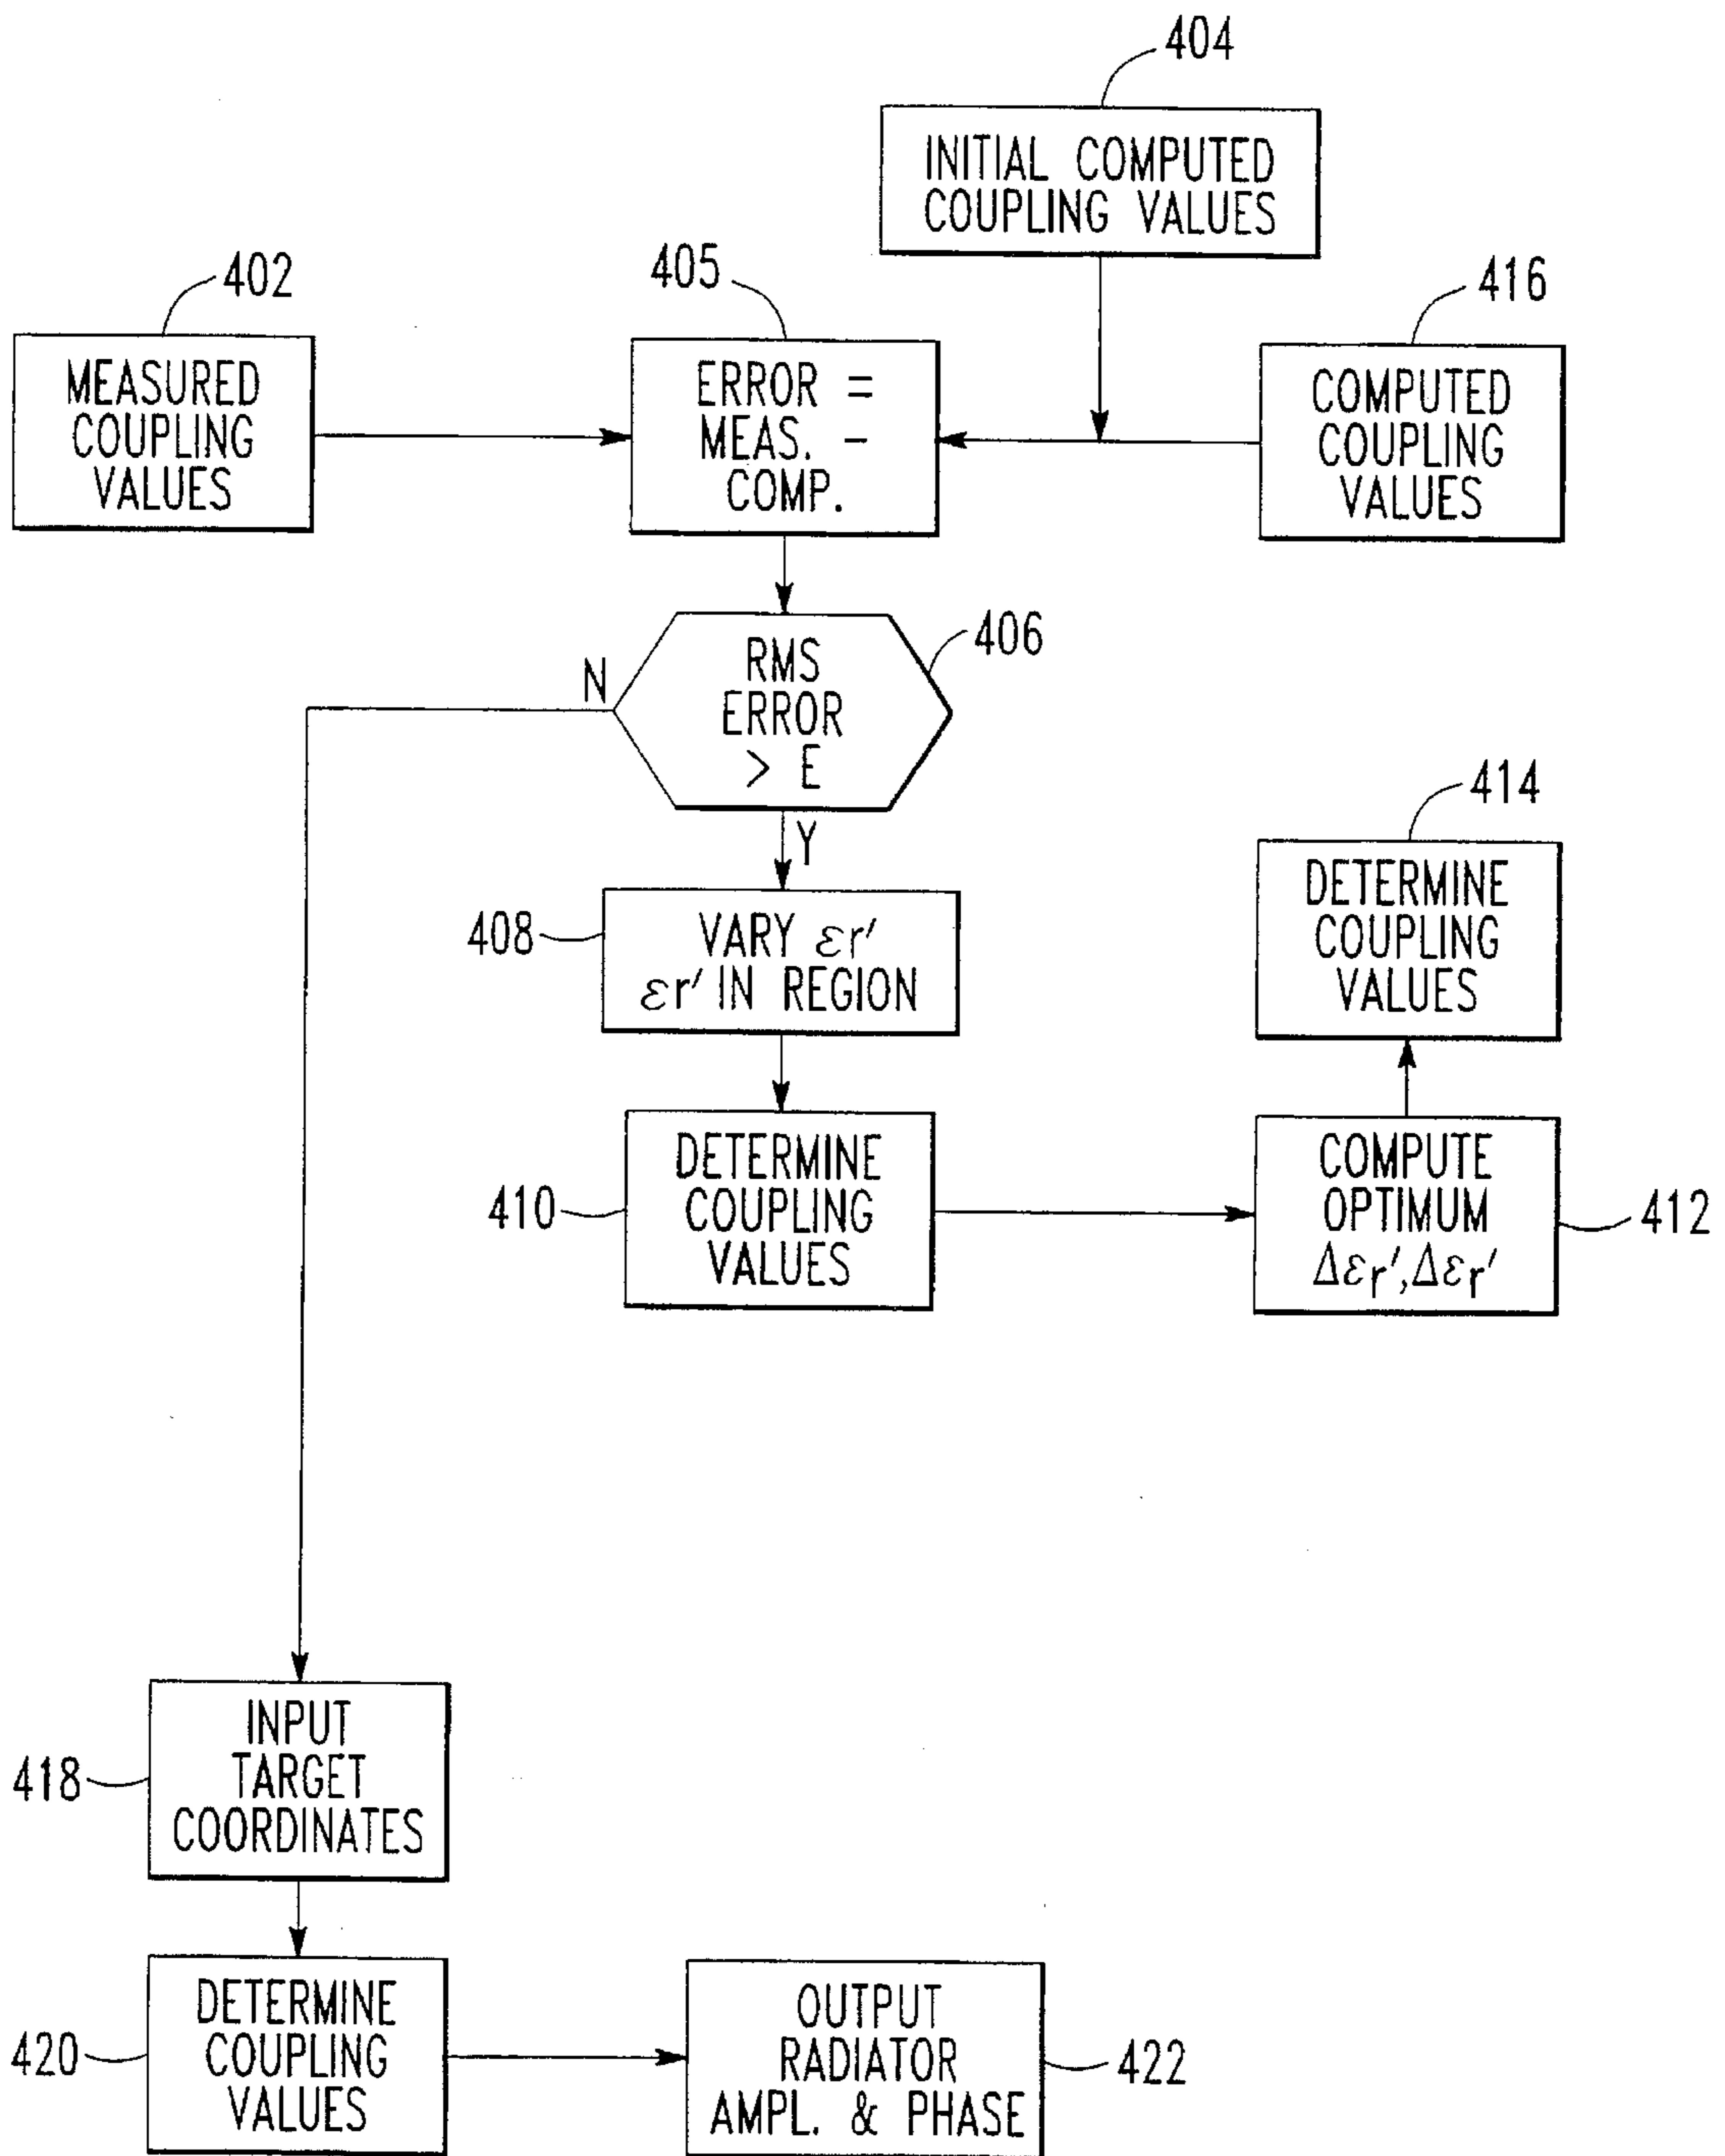 404
INITIAL COMPUTED
COUPLING VALUES
402
405
416
MEASURED
COUPLING
VALUES
ERROR =
MEAS. -
COMP.
COMPUTED
COUPLING
VALUES
406
RMS
ERROR
> E
N
Y
414
DETERMINE
COUPLING
VALUES
408
VARY εr'
εr' IN REGION
410
DETERMINE
COUPLING
VALUES
COMPUTE
OPTIMUM
Δεr',Δεr'
412
418
INPUT
TARGET
COORDINATES
420
DETERMINE
COUPLING
VALUES
OUTPUT
RADIATOR
AMPL. & PHASE
422